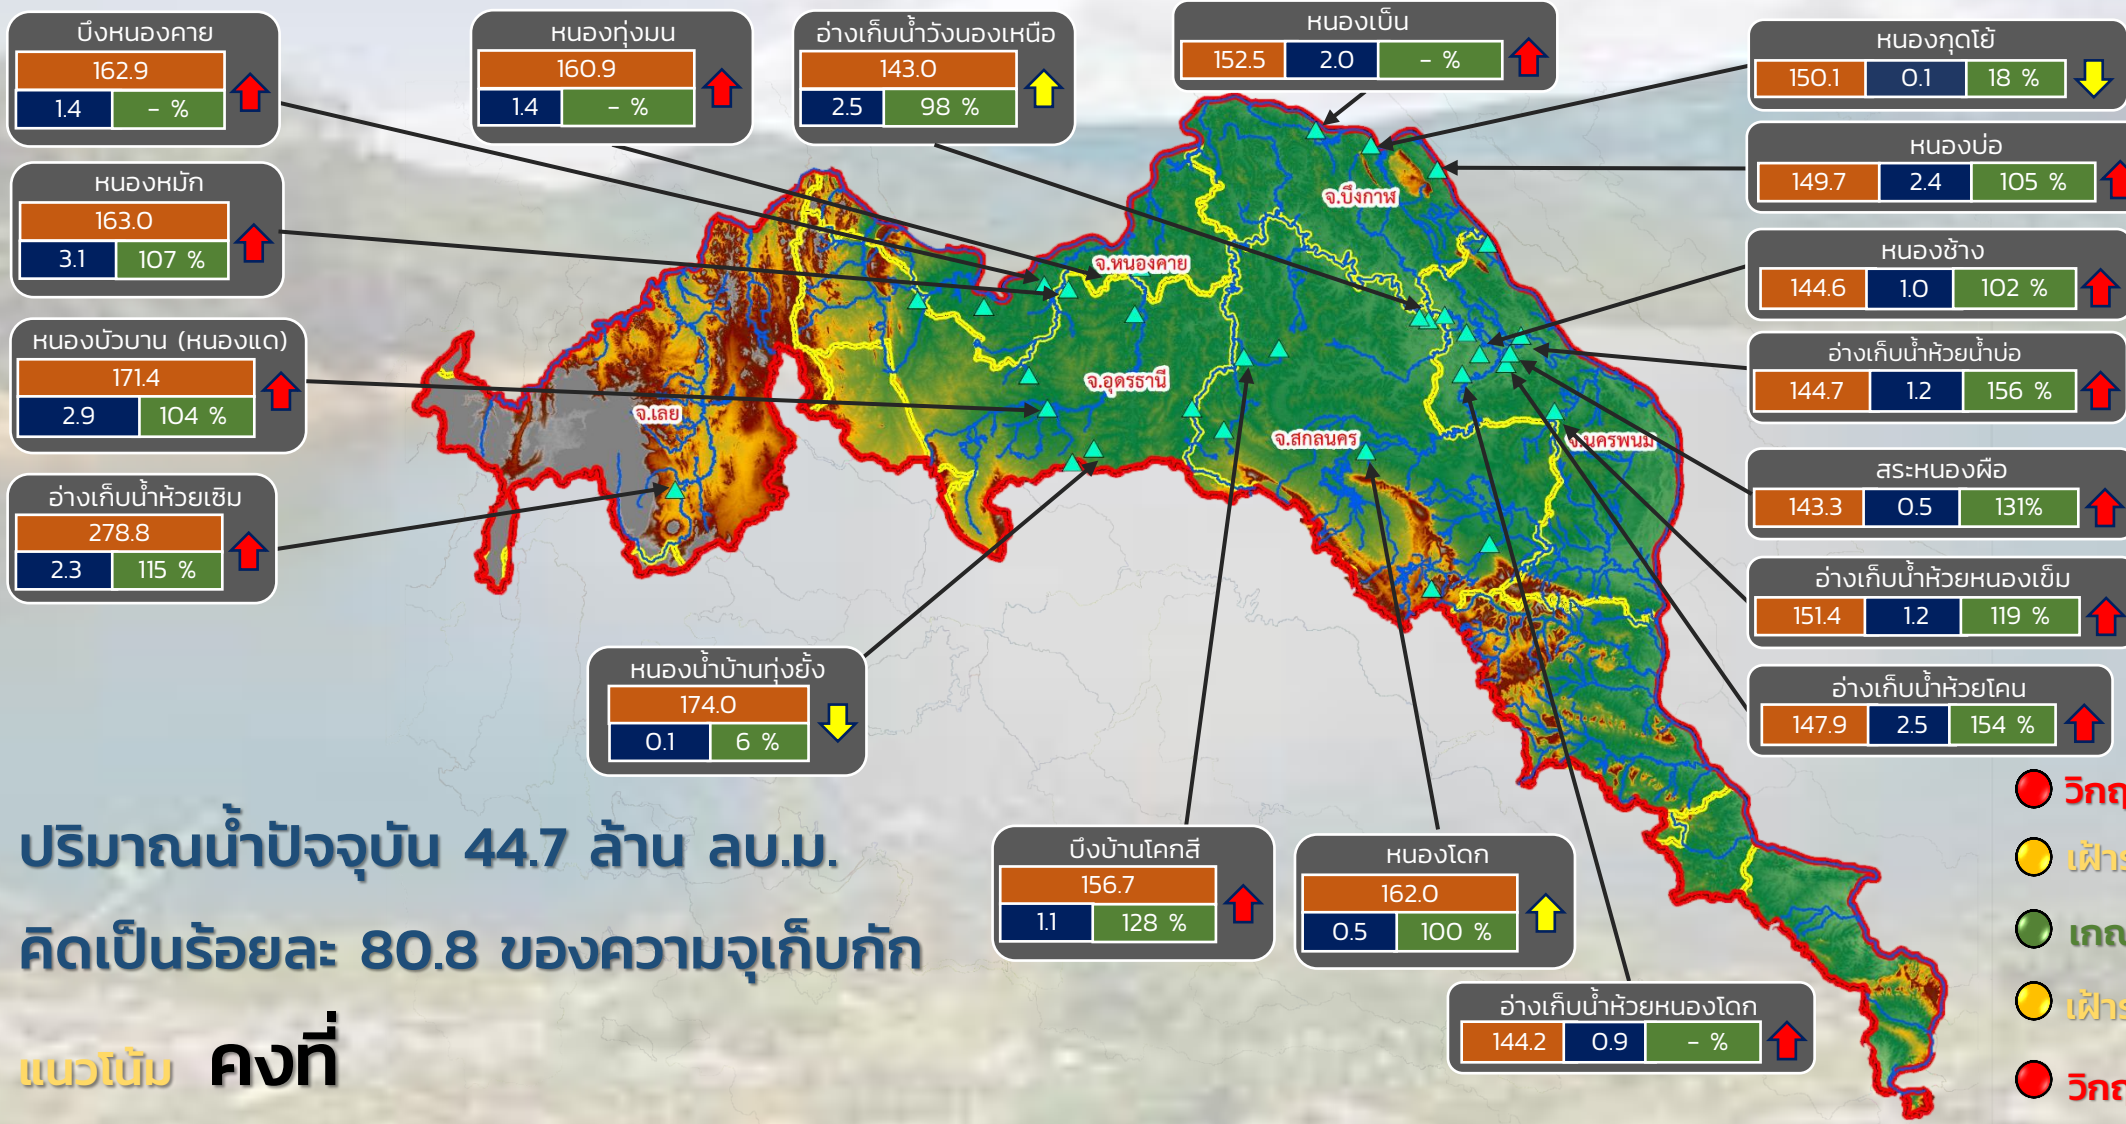 บึงหนองคาย
162.9
1.4 - %
หนองทุ่งมน
160.9
1.4 - %
อ่างเก็บน้ำวังนองเหนือ
143.0
2.5 98 %
หนองเบ็น
152.5 2.0 - %
หนองกุดโย้
150.1 0.1 18 %
หนองบ่อ
149.7 2.4 105 %
หนองหมัก
163.0
3.1 107 %
หนองช้าง
144.6 1.0 102 %
หนองบัวบาน (หนองแด)
171.4
2.9 104 %
อ่างเก็บน้ำห้วยน้ำบ่อ
144.7 1.2 156 %
สระหนองผือ
143.3 0.5 131%
อ่างเก็บน้ำห้วยเซิม
278.8
2.3 115 %
อ่างเก็บน้ำห้วยหนองเข็ม
151.4 1.2 119 %
หนองน้ำบ้านทุ่งยั้ง
174.0
0.1 6 %
อ่างเก็บน้ำห้วยโคน
147.9 2.5 154 %
จ.บึงกาฬ
จ.หนองคาย
จ.อุดรธานี
จ.เลย
จ.สกลนคร
จ.นครพนม
บึงบ้านโคกสี
156.7
1.1 128 %
หนองโดก
162.0
0.5 100 %
อ่างเก็บน้ำห้วยหนองโดก
144.2 0.9 - %
ปริมาณน้ำปัจจุบัน 44.7 ล้าน ลบ.ม.
คิดเป็นร้อยละ 80.8 ของความจุเก็บกัก
แนวโน้ม คงที่